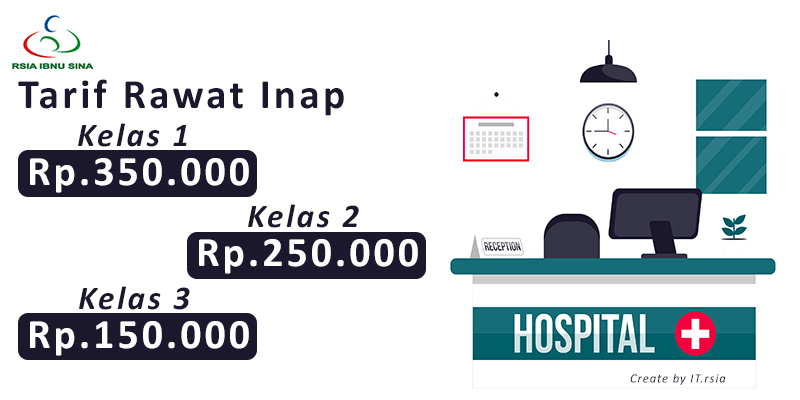 RSIA IBNU SINA
Tarif Rawat Inap
Kelas 1
Rp.350.000
Kelas 2
Rp.250.000
Kelas 3
Rp.150.000
RECEPTION
HOSPITAL
Create by IT.rsia